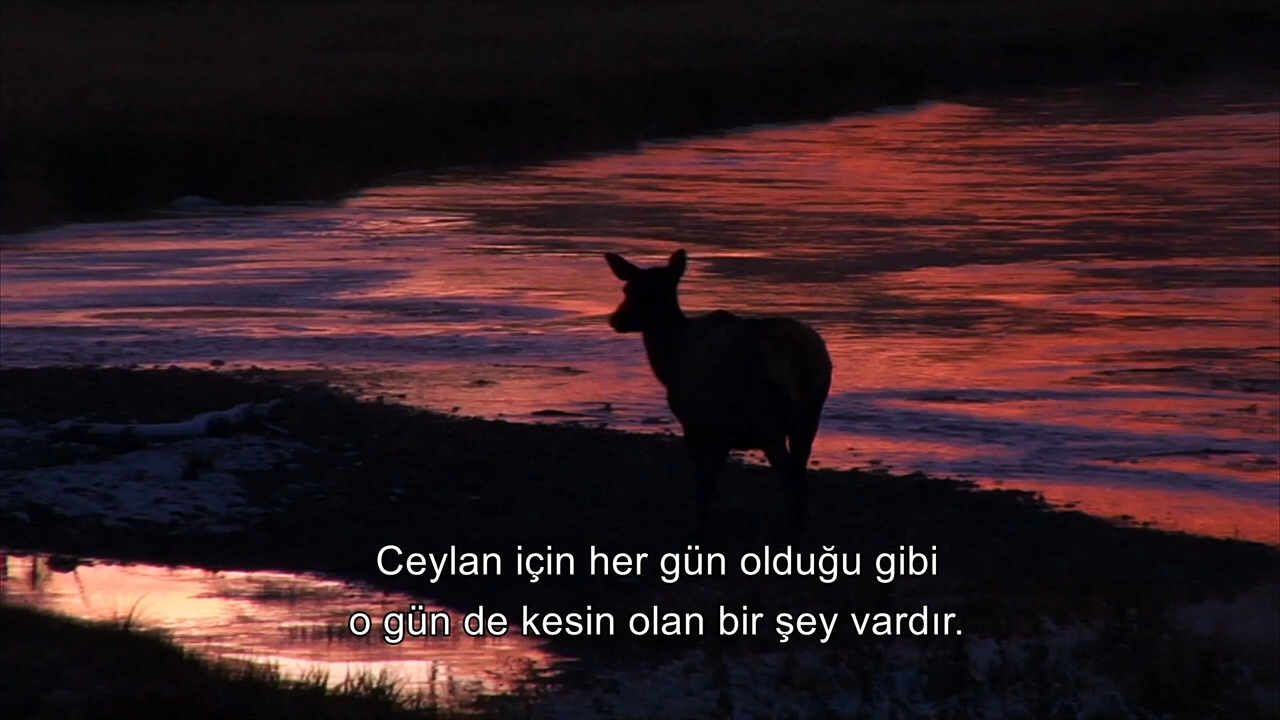 Ceylan için her gün olduğu gibi
o gün de kesin olan bir şey vardır.